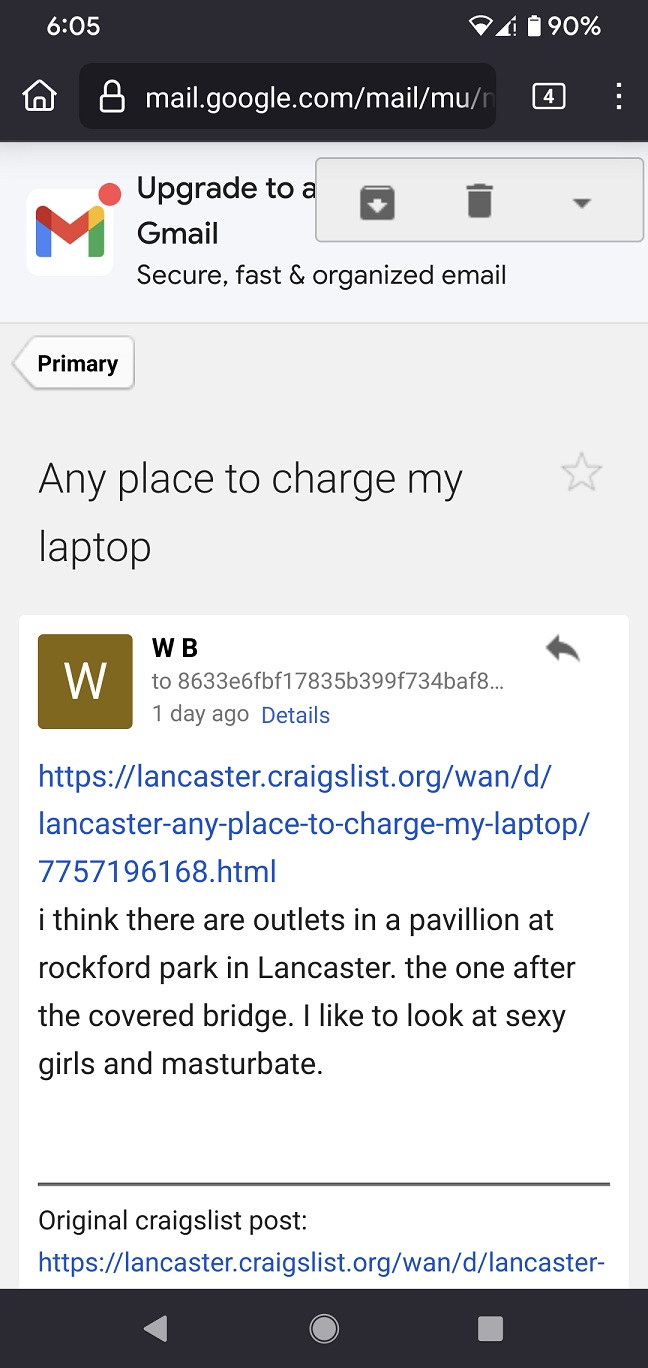 6:05
90%
mail.google.com/mail/mu/
4
Upgrade to a
Gmail
Secure, fast & organized email
Primary
Any place to charge my
laptop
W
W B
to 8633e6fbf17835b399f734baf8...
1 day ago Details
https://lancaster.craigslist.org/wan/d/
lancaster-any-place-to-charge-my-laptop/
7757196168.html
i think there are outlets in a pavillion at
rockford park in Lancaster. the one after
the covered bridge. I like to look at sexy
girls and masturbate.
Original craigslist post:
https://lancaster.craigslist.org/wan/d/lancaster-